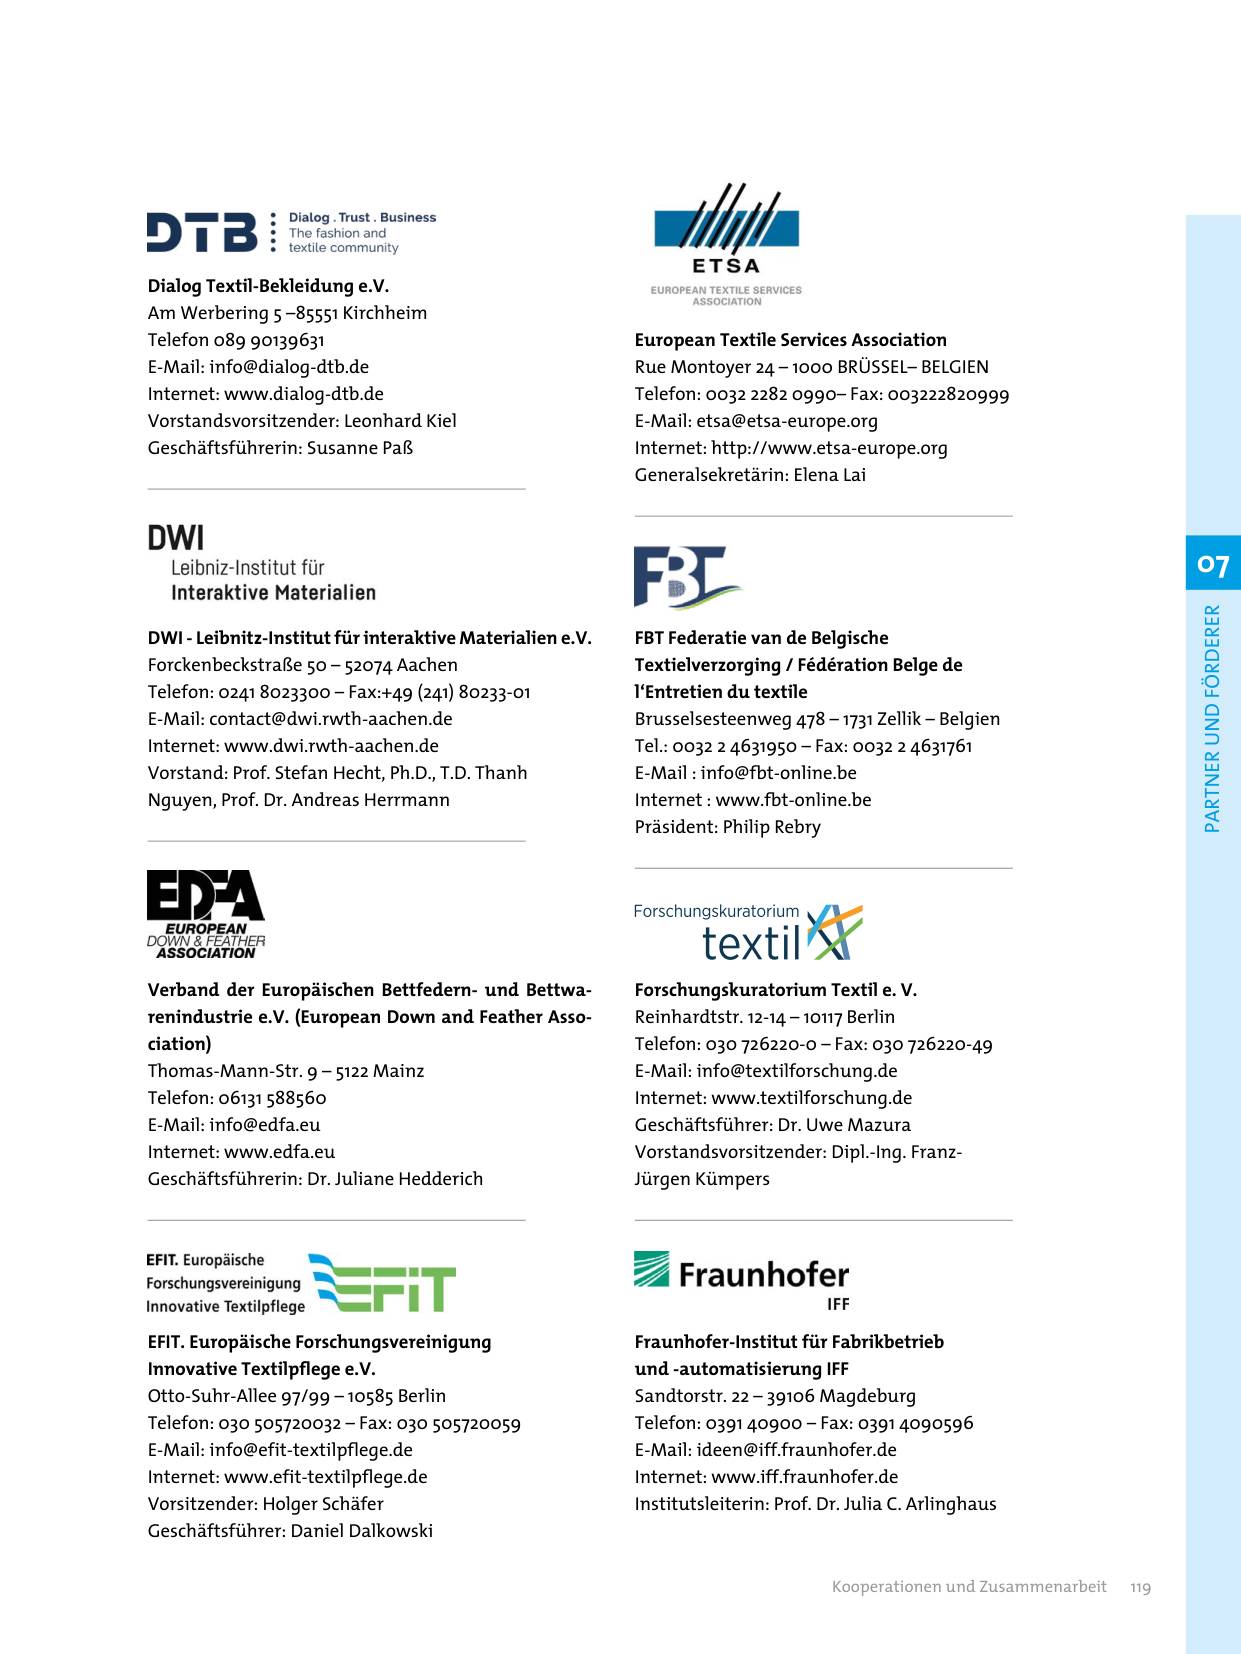 DTB
Dialog . Trust . Business
The fashion and
textile community
Dialog Textil-Bekleidung e.V.
Am Werbering 5 –85551 Kirchheim
Telefon 089 90139631
E-Mail: info@dialog-dtb.de
Internet: www.dialog-dtb.de
Vorstandsvorsitzender: Leonhard Kiel
Geschäftsführerin: Susanne Paß
DWI
Leibniz-Institut für
Interaktive Materialien
DWI - Leibnitz-Institut für interaktive Materialien e.V.
Forckenbeckstraße 50 – 52074 Aachen
Telefon: 0241 8023300 – Fax:+49 (241) 80233-01
E-Mail: contact@dwi.rwth-aachen.de
Internet: www.dwi.rwth-aachen.de
Vorstand: Prof. Stefan Hecht, Ph.D., T.D. Thanh
Nguyen, Prof. Dr. Andreas Herrmann
EDFA
EUROPEAN
DOWN & FEATHER
ASSOCIATION
Verband der Europäischen Bettfedern- und Bettwa-
renindustrie e.V. (European Down and Feather Asso-
ciation)
Thomas-Mann-Str. 9 – 5122 Mainz
Telefon: 06131 588560
E-Mail: info@edfa.eu
Internet: www.edfa.eu
Geschäftsführerin: Dr. Juliane Hedderich
EFIT. Europäische
Forschungsvereinigung
Innovative Textilpflege
EFiT
EFIT. Europäische Forschungsvereinigung
Innovative Textilpflege e.V.
Otto-Suhr-Allee 97/99 – 10585 Berlin
Telefon: 030 505720032 – Fax: 030 505720059
E-Mail: info@efit-textilpflege.de
Internet: www.efit-textilpflege.de
Vorsitzender: Holger Schäfer
Geschäftsführer: Daniel Dalkowski
ETSA
EUROPEAN TEXTILE SERVICES
ASSOCIATION
European Textile Services Association
Rue Montoyer 24 – 1000 BRÜSSEL– BELGIEN
Telefon: 0032 2282 0990– Fax: 003222820999
E-Mail: etsa@etsa-europe.org
Internet: http://www.etsa-europe.org
Generalsekretärin: Elena Lai
FBT
FBT Federatie van de Belgische
Textielverzorging / Fédération Belge de
l‘Entretien du textile
Brusselsesteenweg 478 – 1731 Zellik – Belgien
Tel.: 0032 2 4631950 – Fax: 0032 2 4631761
E-Mail : info@fbt-online.be
Internet : www.fbt-online.be
Präsident: Philip Rebry
Forschungskuratorium
textil
Forschungskuratorium Textil e. V.
Reinhardtstr. 12-14 – 10117 Berlin
Telefon: 030 726220-0 – Fax: 030 726220-49
E-Mail: info@textilforschung.de
Internet: www.textilforschung.de
Geschäftsführer: Dr. Uwe Mazura
Vorstandsvorsitzender: Dipl.-Ing. Franz-
Jürgen Kümpers
Fraunhofer
IFF
Fraunhofer-Institut für Fabrikbetrieb
und -automatisierung IFF
Sandtorstr. 22 – 39106 Magdeburg
Telefon: 0391 40900 – Fax: 0391 4090596
E-Mail: ideen@iff.fraunhofer.de
Internet: www.iff.fraunhofer.de
Institutsleiterin: Prof. Dr. Julia C. Arlinghaus
07
PARTNER UND FÖRDERER
Kooperationen und Zusammenarbeit 119